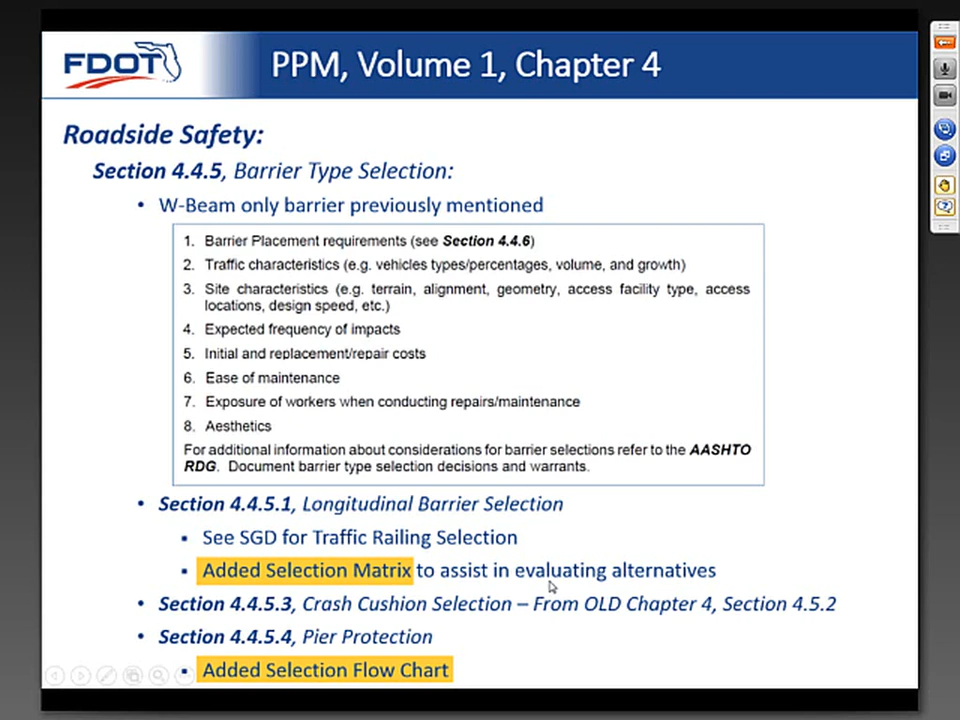 FDOT
PPM, Volume 1, Chapter 4
Roadside Safety:
Section 4.4.5, Barrier Type Selection:
• W-Beam only barrier previously mentioned
1. Barrier Placement requirements (see Section 4.4.6)
2. Traffic characteristics (e.g. vehicles types/percentages, volume, and growth)
3. Site characteristics (e.g. terrain, alignment, geometry, access facility type, access
locations, design speed, etc.)
4. Expected frequency of impacts
5. Initial and replacement/repair costs
6. Ease of maintenance
7. Exposure of workers when conducting repairs/maintenance
8. Aesthetics
For additional information about considerations for barrier selections refer to the AASHTO
RDG. Document barrier type selection decisions and warrants.
• Section 4.4.5.1, Longitudinal Barrier Selection
▪ See SGD for Traffic Railing Selection
▪ Added Selection Matrix to assist in evaluating alternatives
• Section 4.4.5.3, Crash Cushion Selection – From OLD Chapter 4, Section 4.5.2
• Section 4.4.5.4, Pier Protection
▪ Added Selection Flow Chart